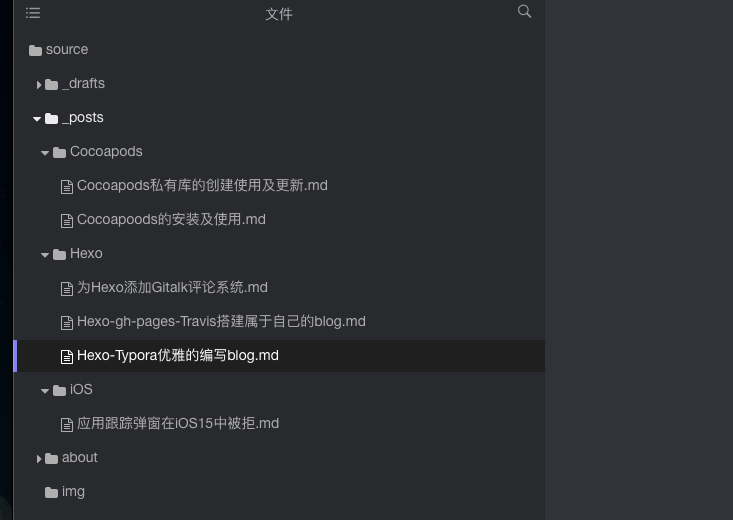 文件
source
_drafts
_posts
Cocoapods
Cocoapods私有库的创建使用及更新.md
Cocoapoods的安装及使用.md
Hexo
为Hexo添加Gitalk评论系统.md
Hexo-gh-pages-Travis搭建属于自己的blog.md
Hexo-Typora优雅的编写blog.md
iOS
应用跟踪弹窗在iOS15中被拒.md
about
img